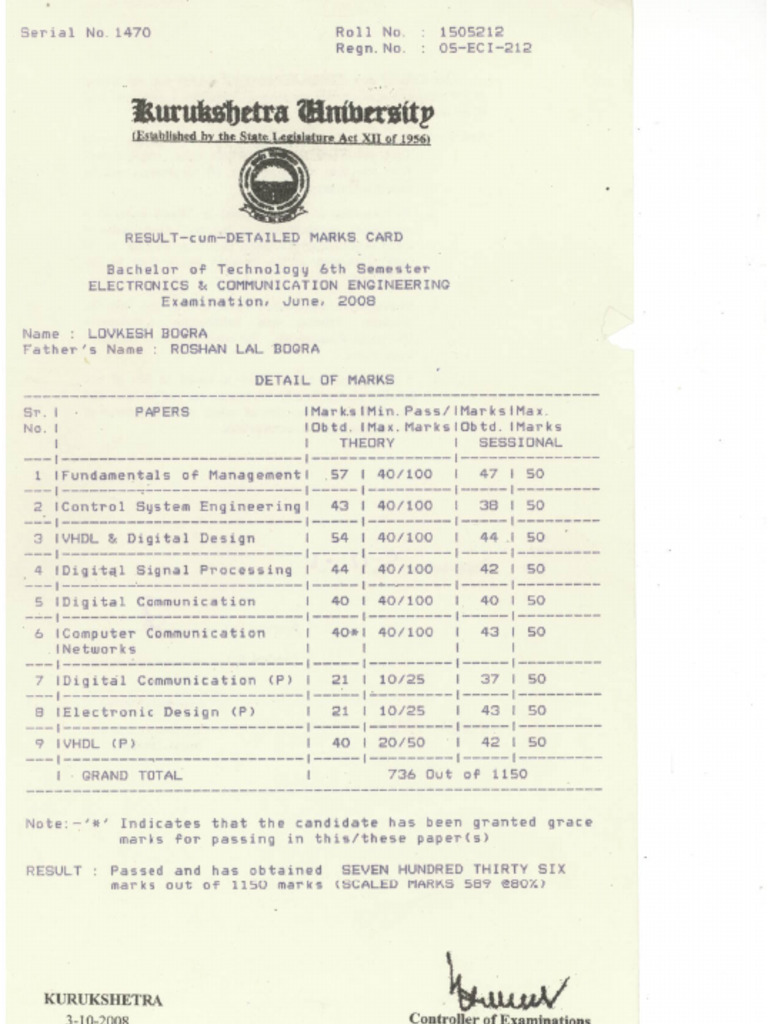 Serial No. 1470
Roll No. : 1505212
Regn. No. : 05-ECI-212
Kurukshetra University
(Established by the State Legislature Act XII of 1956)
RESULT-cum-DETAILED MARKS CARD
Bachelor of Technology 6th Semester
ELECTRONICS & COMMUNICATION ENGINEERING
Examination, June, 2008
Name : LOVKESH BOGRA
Father's Name : ROSHAN LAL BOGRA
DETAIL OF MARKS
Sr. | PAPERS | Marks | Min. Pass/ | Marks | Max.
No. | | Obtd. | Max. Marks | Obtd. | Marks
| | THEORY | SESSIONAL
1 | Fundamentals of Management | 57 | 40/100 | 47 | 50
2 | Control System Engineering | 43 | 40/100 | 38 | 50
3 | VHDL & Digital Design | 54 | 40/100 | 44 | 50
4 | Digital Signal Processing | 44 | 40/100 | 42 | 50
5 | Digital Communication | 40 | 40/100 | 40 | 50
6 | Computer Communication | 40* | 40/100 | 43 | 50
| Networks | | | |
7 | Digital Communication (P) | 21 | 10/25 | 37 | 50
8 | Electronic Design (P) | 21 | 10/25 | 43 | 50
9 | VHDL (P) | 40 | 20/50 | 42 | 50
| GRAND TOTAL | 736 Out of 1150
Note:-'*' Indicates that the candidate has been granted grace
marks for passing in this/these paper(s)
RESULT : Passed and has obtained SEVEN HUNDRED THIRTY SIX
marks out of 1150 marks (SCALED MARKS 589 @80%)
KURUKSHETRA
3-10-2008
Controller of Examinations